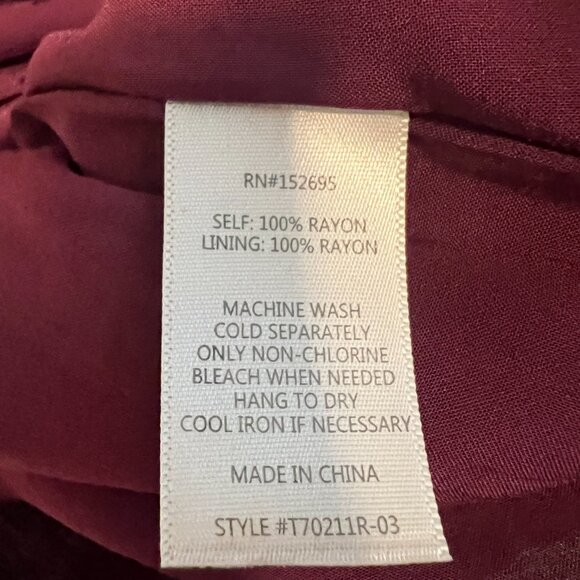 RN#152695
SELF: 100% RAYON
LINING: 100% RAYON
MACHINE WASH
COLD SEPARATELY
ONLY NON-CHLORINE
BLEACH WHEN NEEDED
HANG TO DRY
COOL IRON IF NECESSARY
MADE IN CHINA
STYLE #T70211R-03